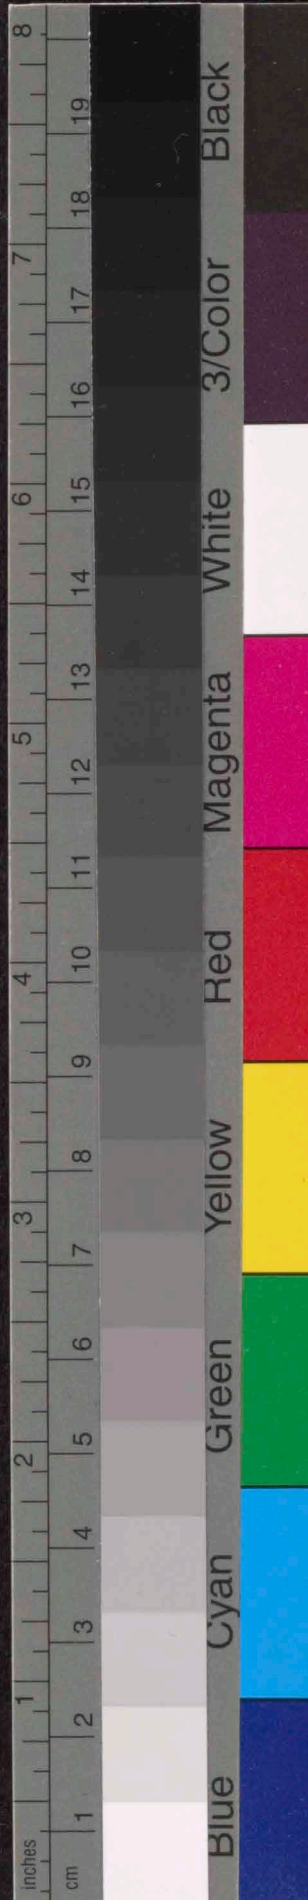 inches 1 2 3 4 5 6 7 8
cm 1 2 3 4 5 6 7 8 9 10 11 12 13 14 15 16 17 18 19
Blue Cyan Green Yellow Red Magenta White 3/Color Black